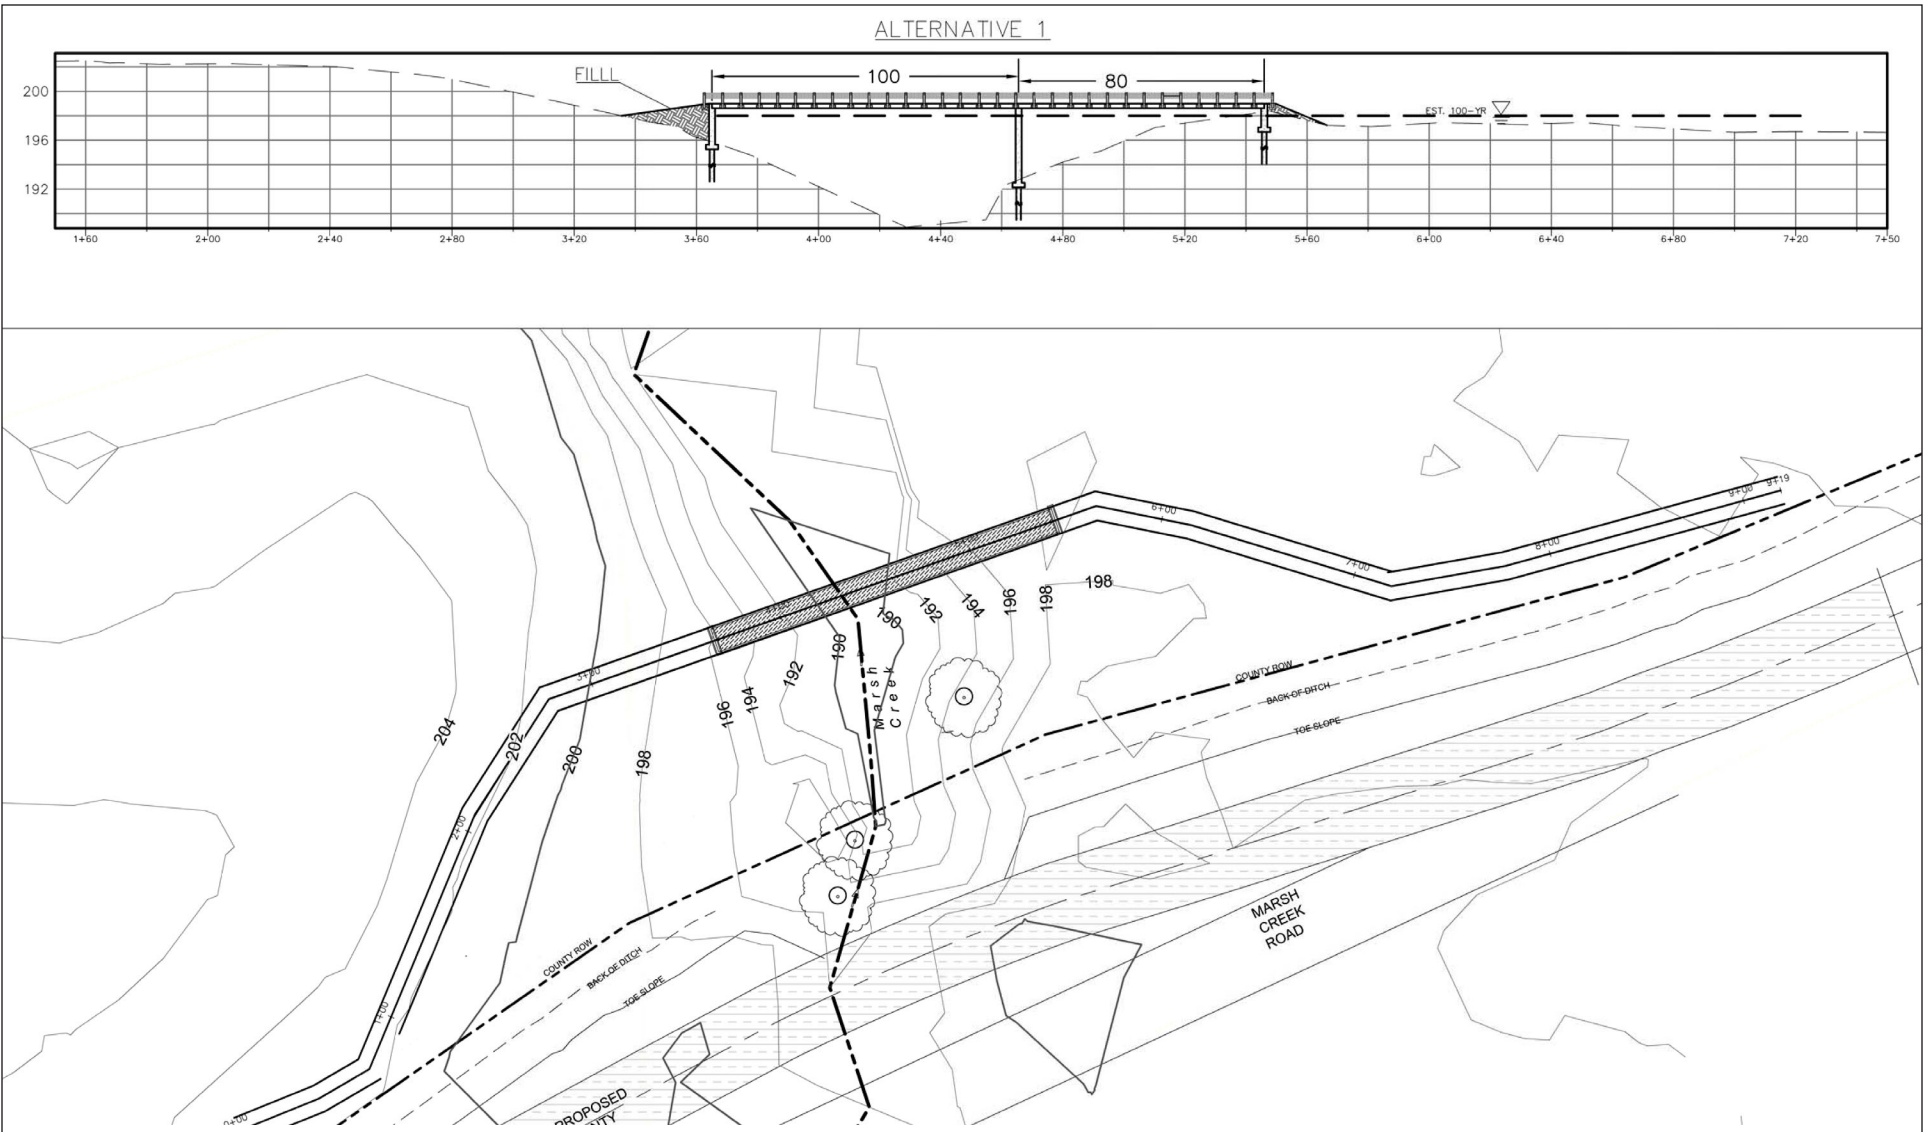 ALTERNATIVE 1
FILLL
100
80
EST. 100-YR
200
196
192
1+60 2+00 2+40 2+80 3+20 3+60 4+00 4+40 4+80 5+20 5+60 6+00 6+40 6+80 7+20 7+50
9+19
9+00
6+00
8+00
7+00
198
198
196
194
192
190
190
192
194
196
198
200
202
204
3+00
2+00
1+00
0+00
Marsh
Creek
COUNTY ROW
BACK OF DITCH
TOE SLOPE
COUNTY ROW
BACK OF DITCH
TOE SLOPE
MARSH
CREEK
ROAD
PROPOSED